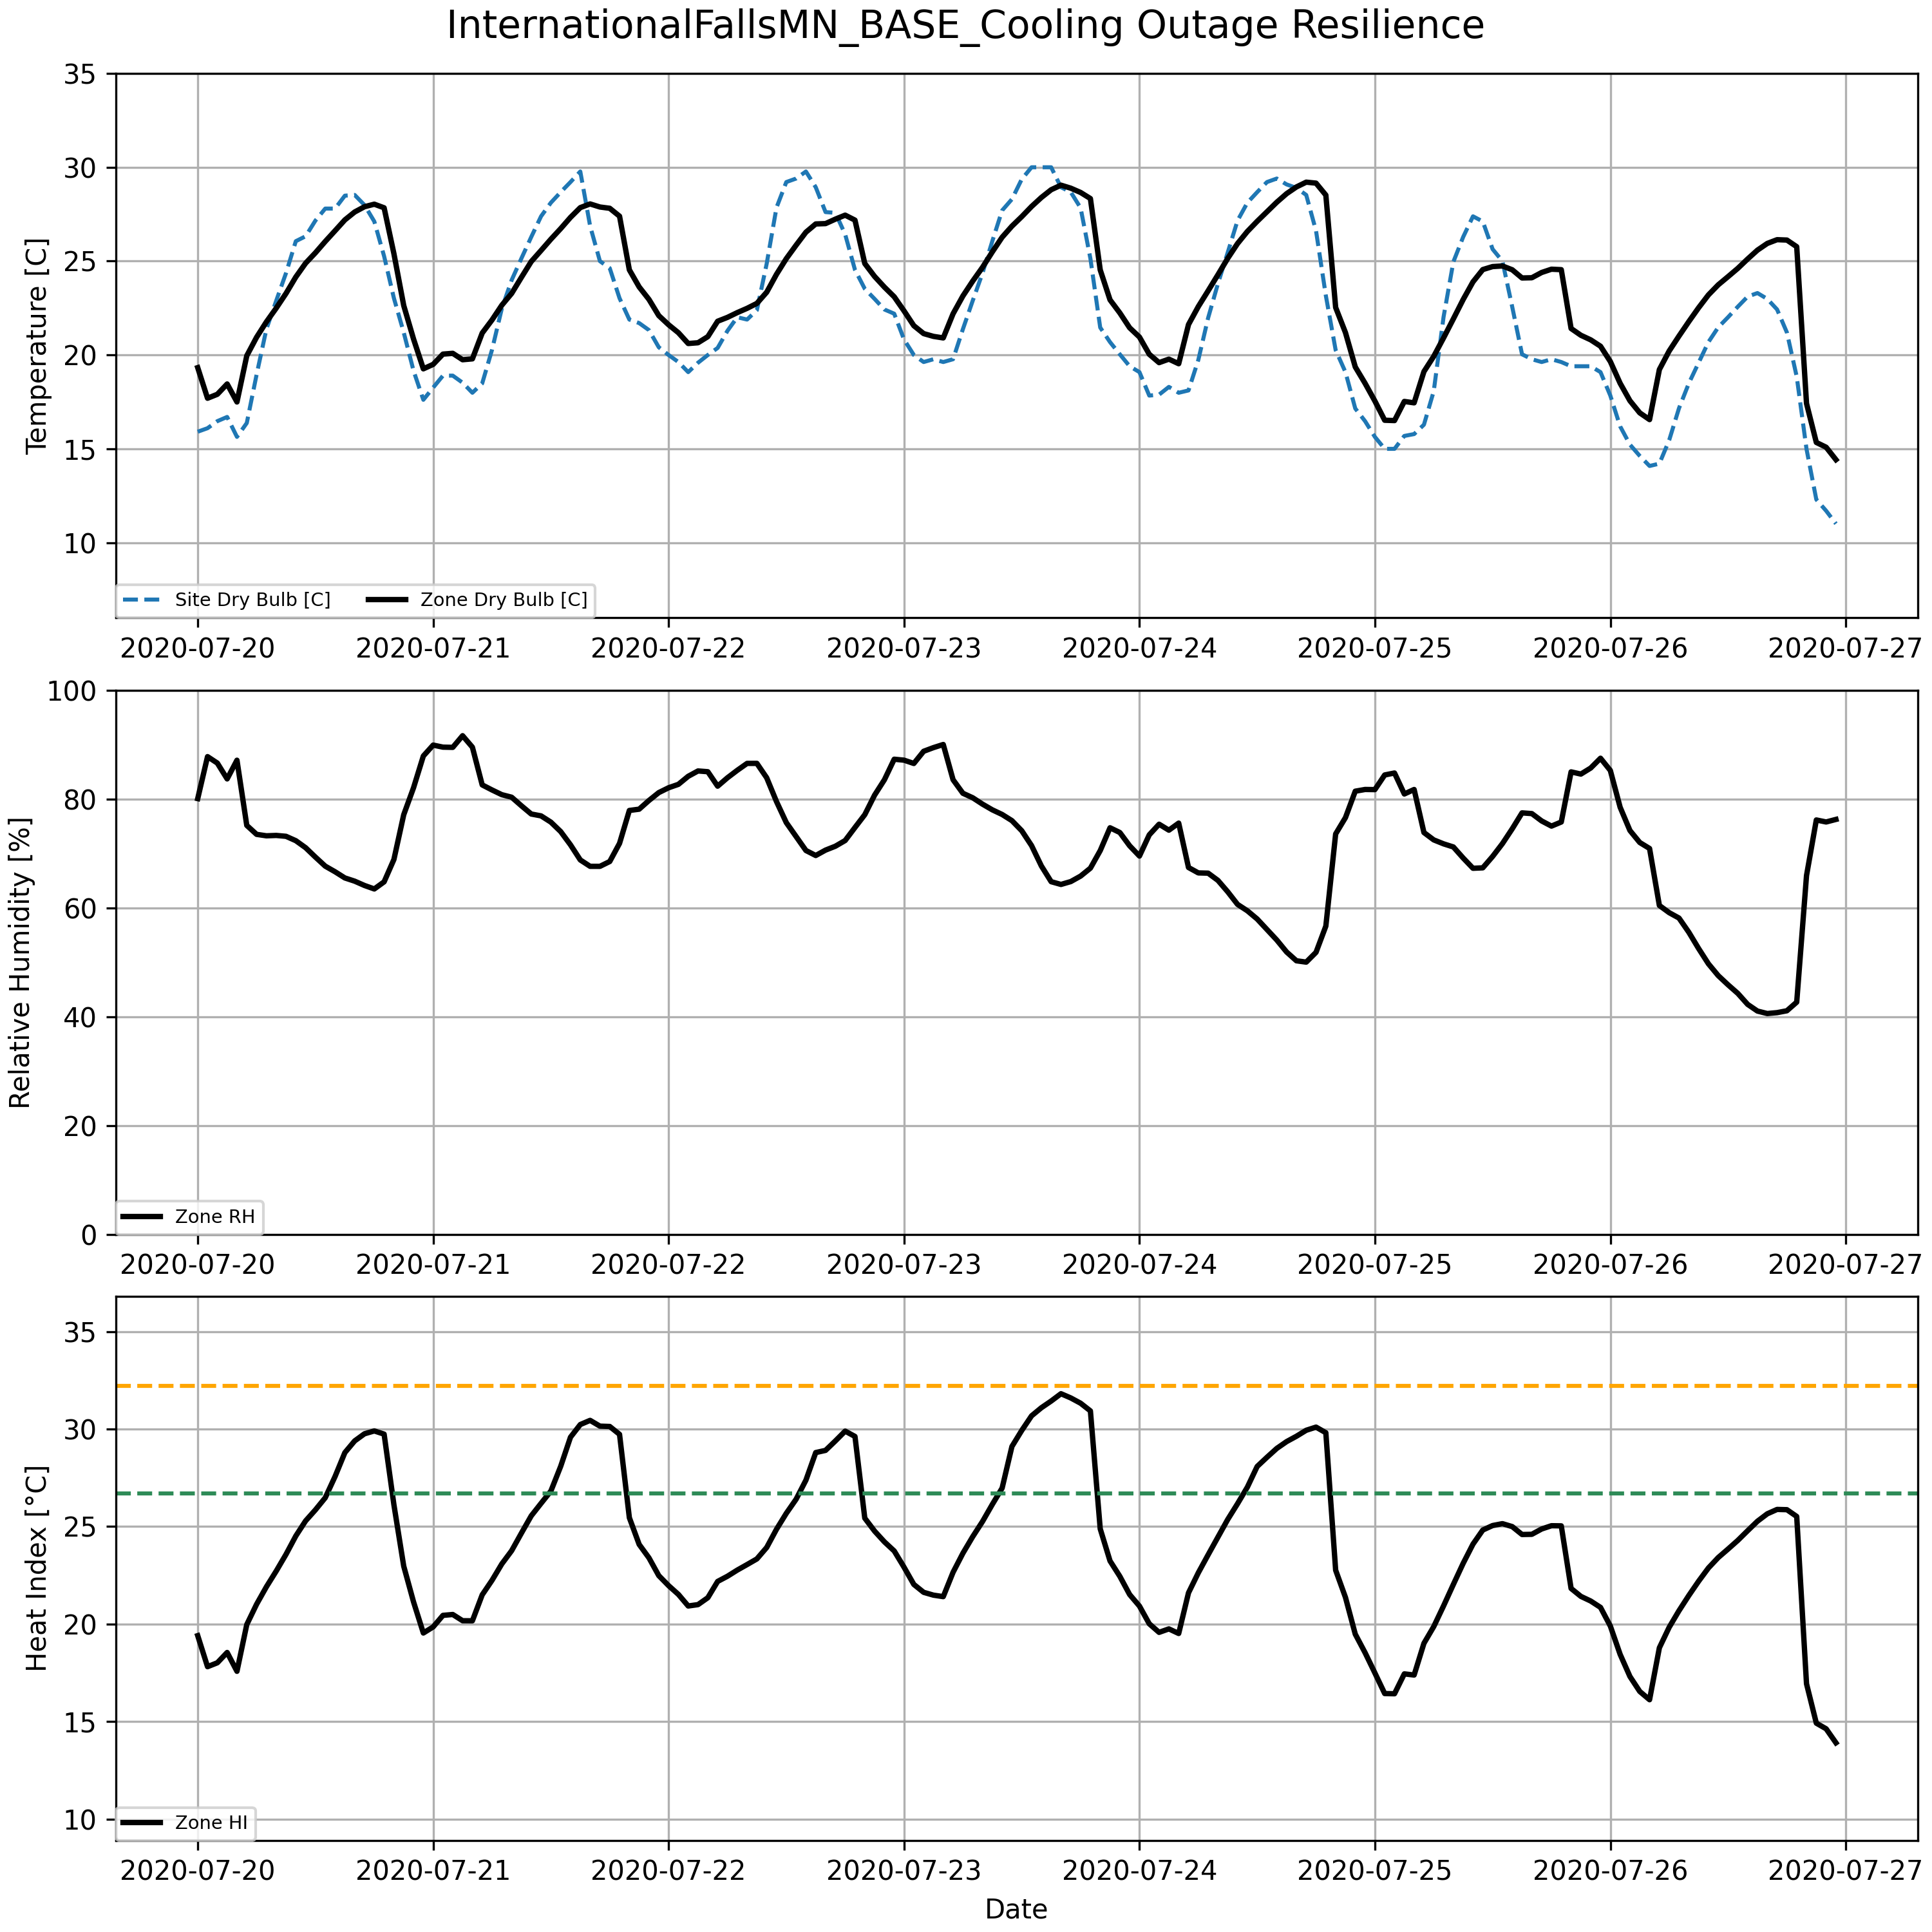 InternationalFallsMN_BASE_Cooling Outage Resilience
35
30
25
20
15
10
Temperature [C]
Site Dry Bulb [C] Zone Dry Bulb [C]
2020-07-20 2020-07-21 2020-07-22 2020-07-23 2020-07-24 2020-07-25 2020-07-26 2020-07-27
100
80
60
40
20
0
Relative Humidity [%]
Zone RH
2020-07-20 2020-07-21 2020-07-22 2020-07-23 2020-07-24 2020-07-25 2020-07-26 2020-07-27
35
30
25
20
15
10
Heat Index [°C]
Zone HI
2020-07-20 2020-07-21 2020-07-22 2020-07-23 2020-07-24 2020-07-25 2020-07-26 2020-07-27
Date